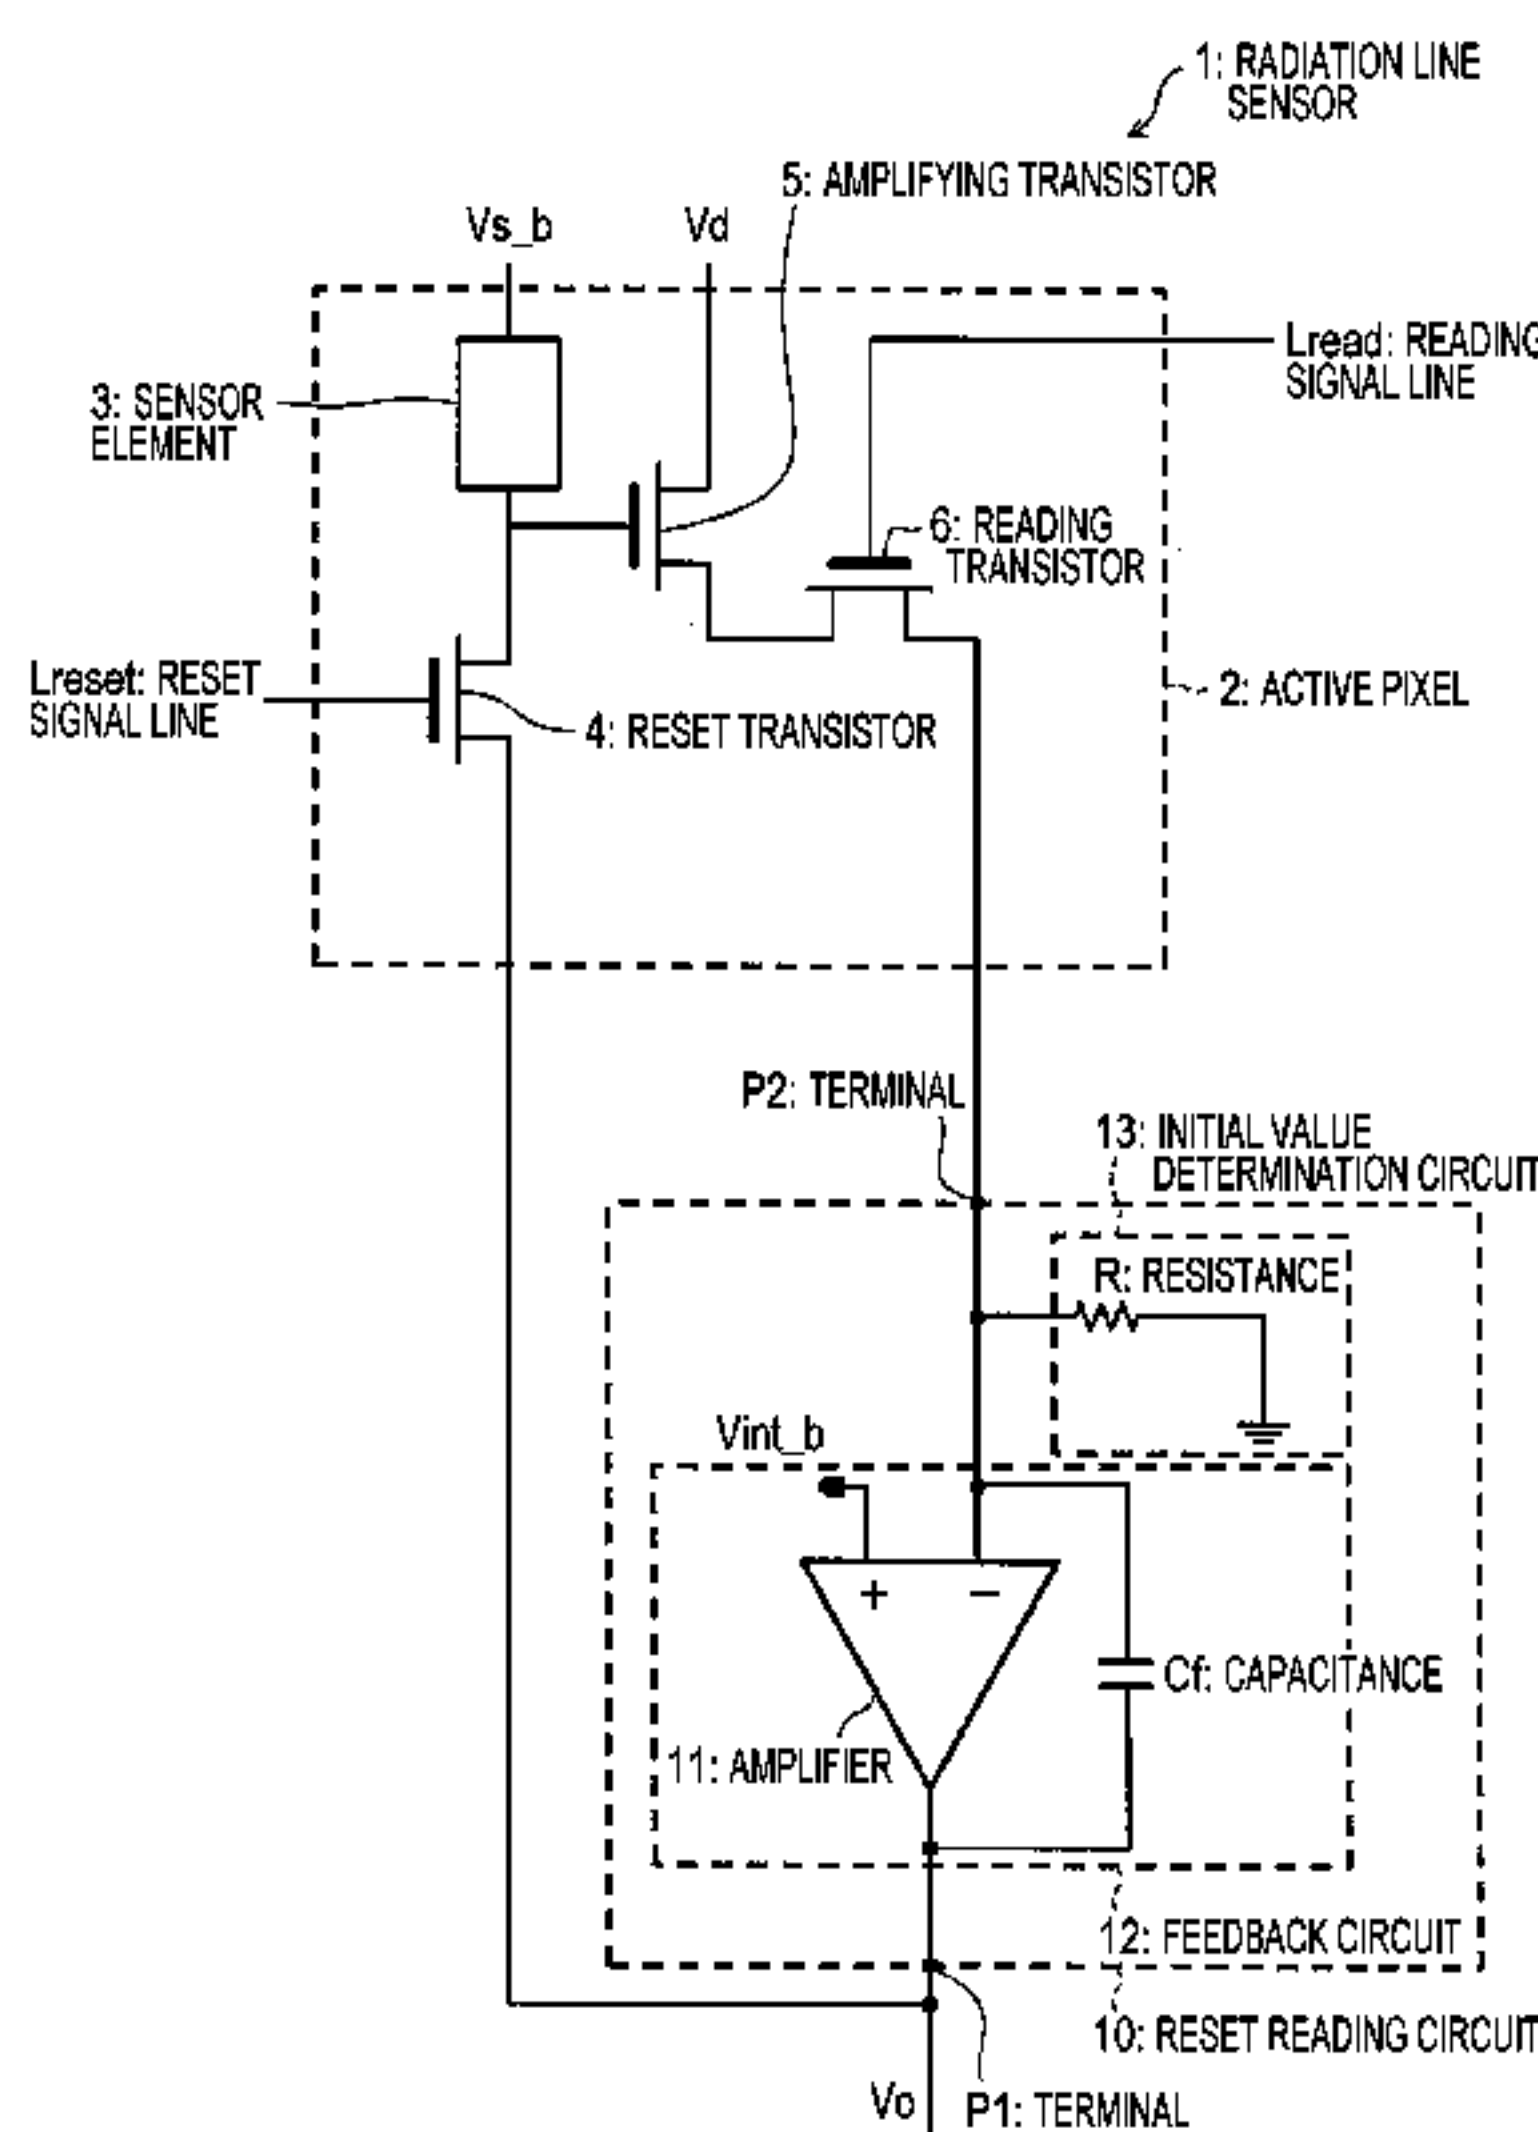 1: RADIATION LINE
SENSOR
5: AMPLIFYING TRANSISTOR
Vs_b
Vd
Lread: READING
SIGNAL LINE
3: SENSOR
ELEMENT
6: READING
TRANSISTOR
Lreset: RESET
SIGNAL LINE
4: RESET TRANSISTOR
2: ACTIVE PIXEL
P2: TERMINAL
13: INITIAL VALUE
DETERMINATION CIRCUIT
R: RESISTANCE
Vint_b
+
−
Cf: CAPACITANCE
11: AMPLIFIER
12: FEEDBACK CIRCUIT
10: RESET READING CIRCUIT
Vo
P1: TERMINAL